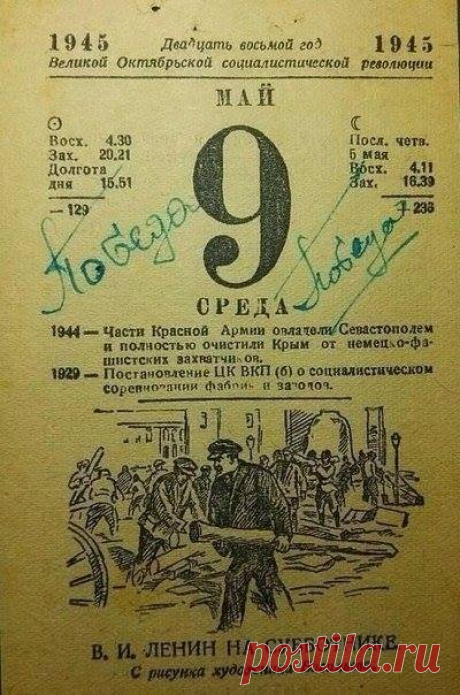 1945 Двадцать восьмой год 1945
Великой Октябрьской социалистической революции
МАЙ
Восх. 4.30
Зах. 20.21
Долгота
дня 15.51
— 129
9
Посл. четв.
5 мая
Восх. 4.11
Зах. 16.39
+ 236
Победа
Победа
СРЕДА
1944 — Части Красной Армии овладели Севастополем
и полностью очистили Крым от немецко-фа-
шистских захватчиков.
1929 — Постановление ЦК ВКП (б) о социалистическом
соревновании фабрик и заводов.
В. И. ЛЕНИН НА СУББОТНИКЕ
С рисунка
liveinternet.ru